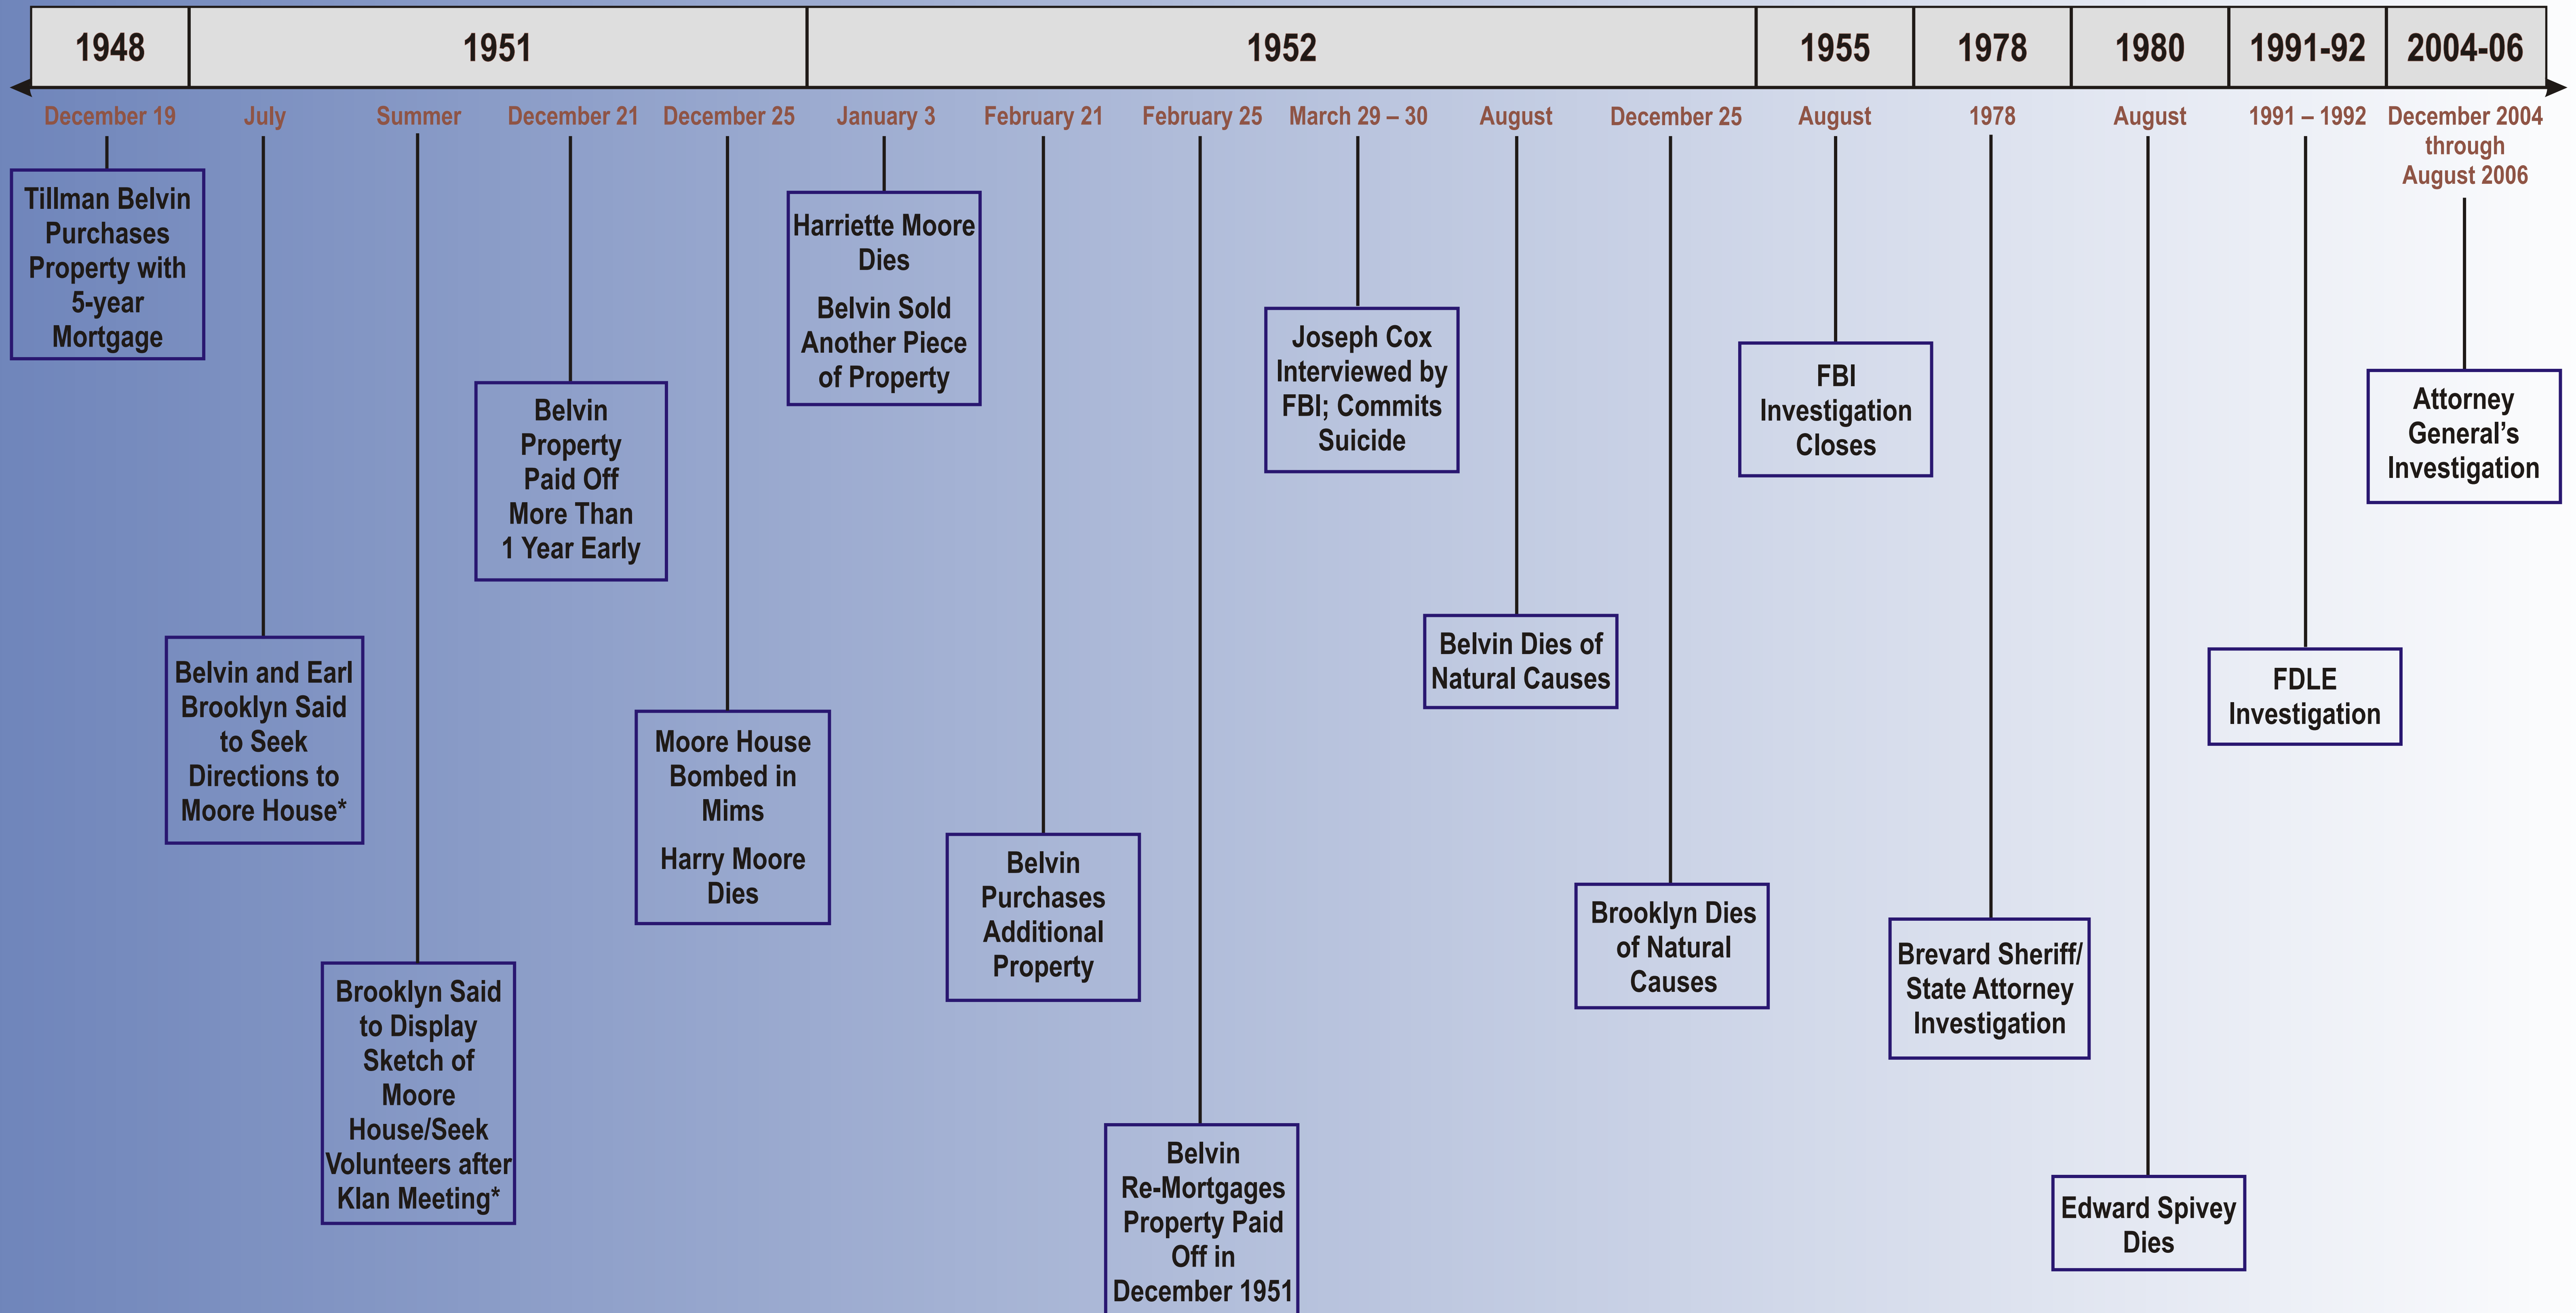 1948
1951
1952
1955
1978
1980
1991-92
2004-06
December 19
July
Summer
December 21
December 25
January 3
February 21
February 25
March 29 – 30
August
December 25
August
1978
August
1991 – 1992
December 2004
through
August 2006
Tillman Belvin
Purchases
Property with
5-year
Mortgage
Belvin and Earl
Brooklyn Said
to Seek
Directions to
Moore House*
Brooklyn Said
to Display
Sketch of
Moore
House/Seek
Volunteers after
Klan Meeting*
Belvin
Property
Paid Off
More Than
1 Year Early
Moore House
Bombed in
Mims
Harry Moore
Dies
Harriette Moore
Dies
Belvin Sold
Another Piece
of Property
Belvin
Purchases
Additional
Property
Belvin
Re-Mortgages
Property Paid
Off in
December 1951
Joseph Cox
Interviewed by
FBI; Commits
Suicide
Belvin Dies of
Natural Causes
Brooklyn Dies
of Natural
Causes
FBI
Investigation
Closes
Brevard Sheriff/
State Attorney
Investigation
Edward Spivey
Dies
FDLE
Investigation
Attorney
General’s
Investigation